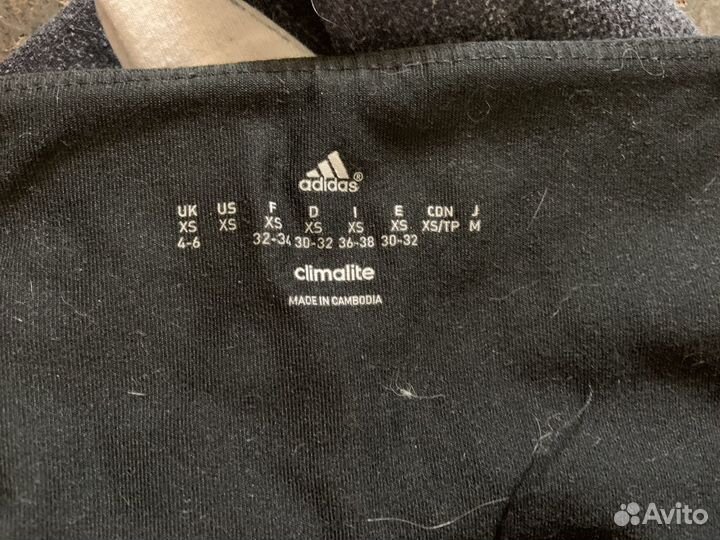 adidas®
UK US F D I E CDN J
XS XS XS XS XS XS XS/TP M
4-6 32-34 30-32 36-38 30-32
climalite
MADE IN CAMBODIA
Avito